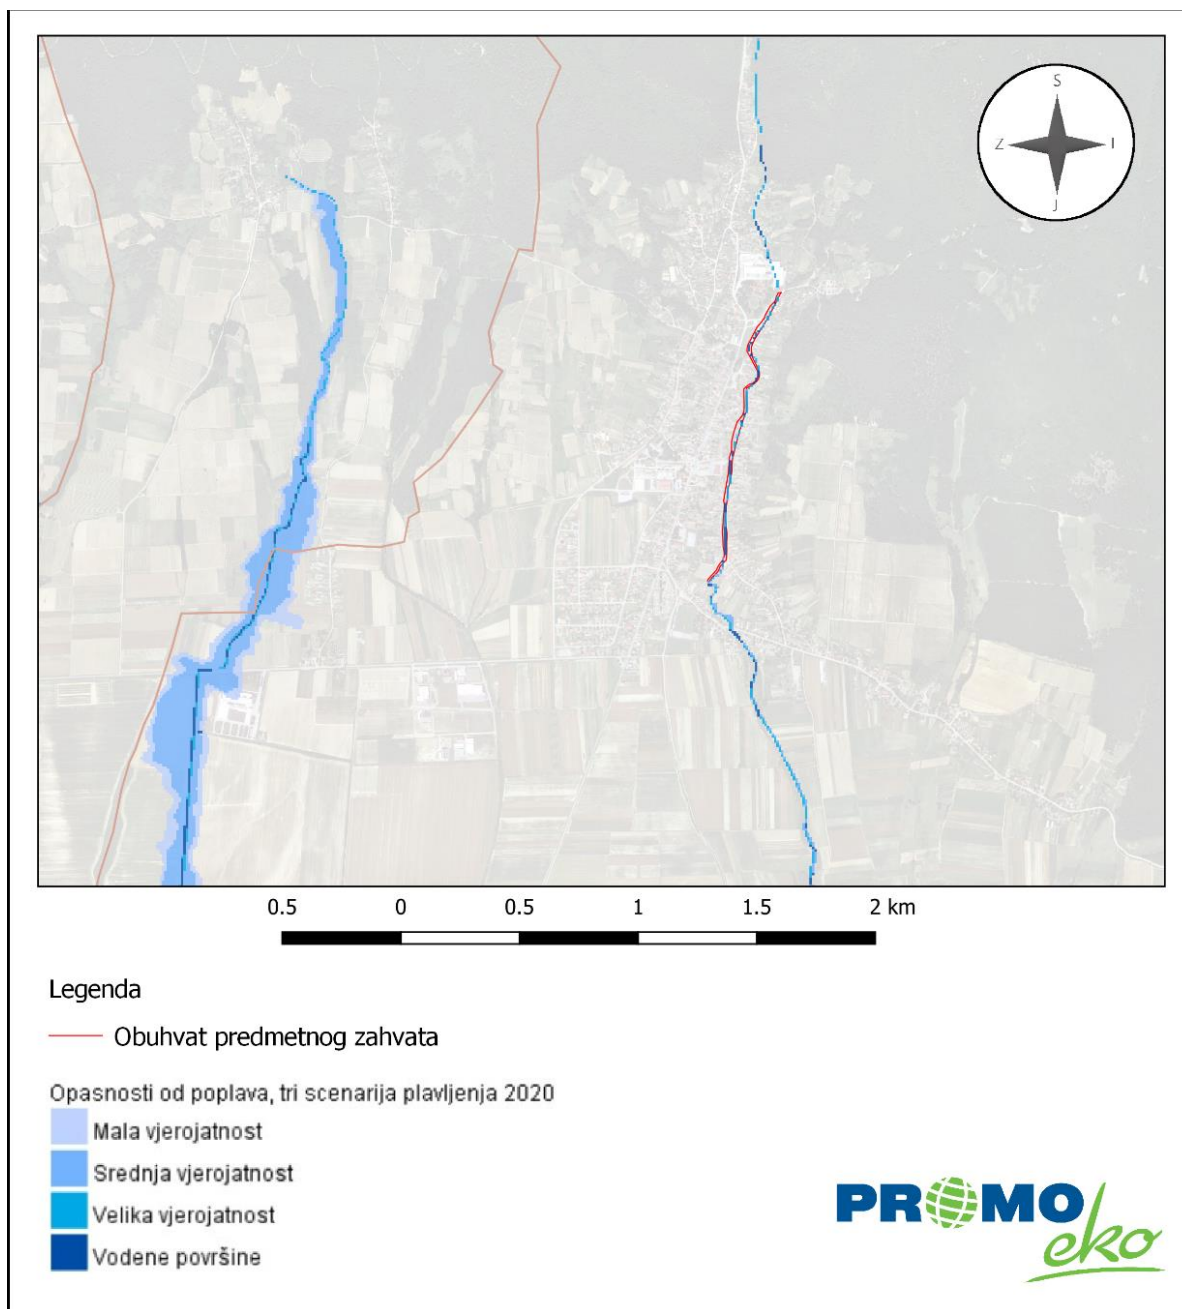 S
Z
I
J
0.5 0 0.5 1 1.5 2 km
Legenda
Obuhvat predmetnog zahvata
Opasnosti od poplava, tri scenarija plavljenja 2020
Mala vjerojatnost
Srednja vjerojatnost
Velika vjerojatnost
Vodene površine
PROMO
eko